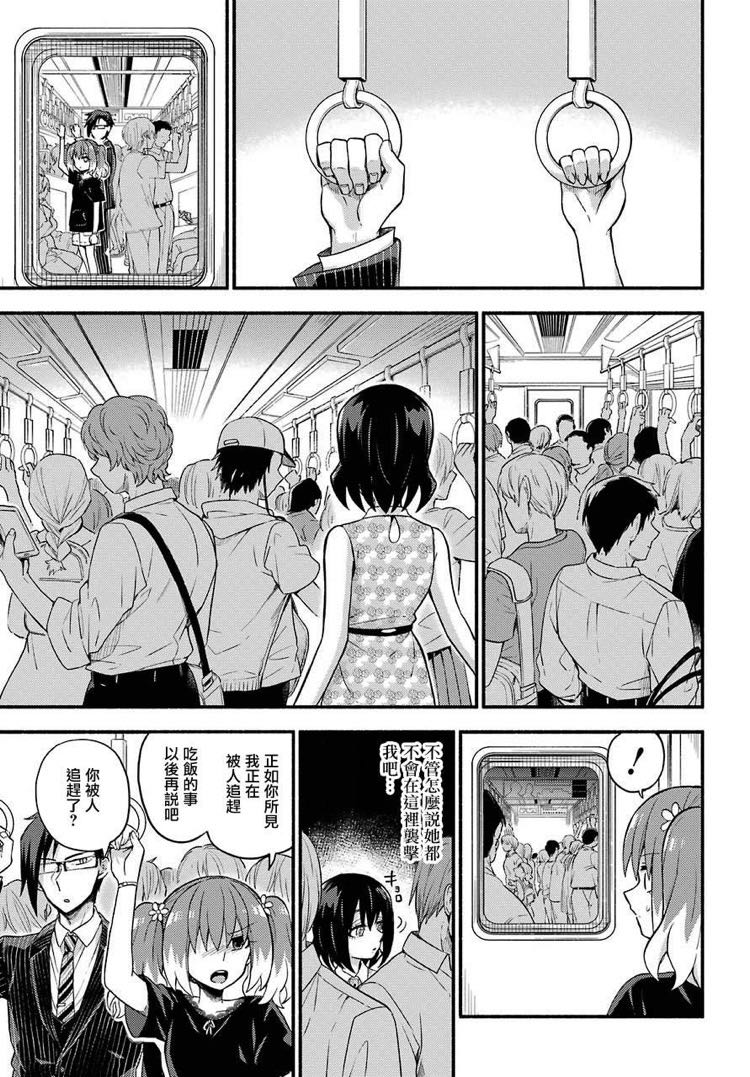 ！
不管怎麼說她都
不會在這裡襲擊
我吧…
キョロ
正如你所見
我正在
被人追趕
吃飯的事
以後再說吧
你被人
追趕了？